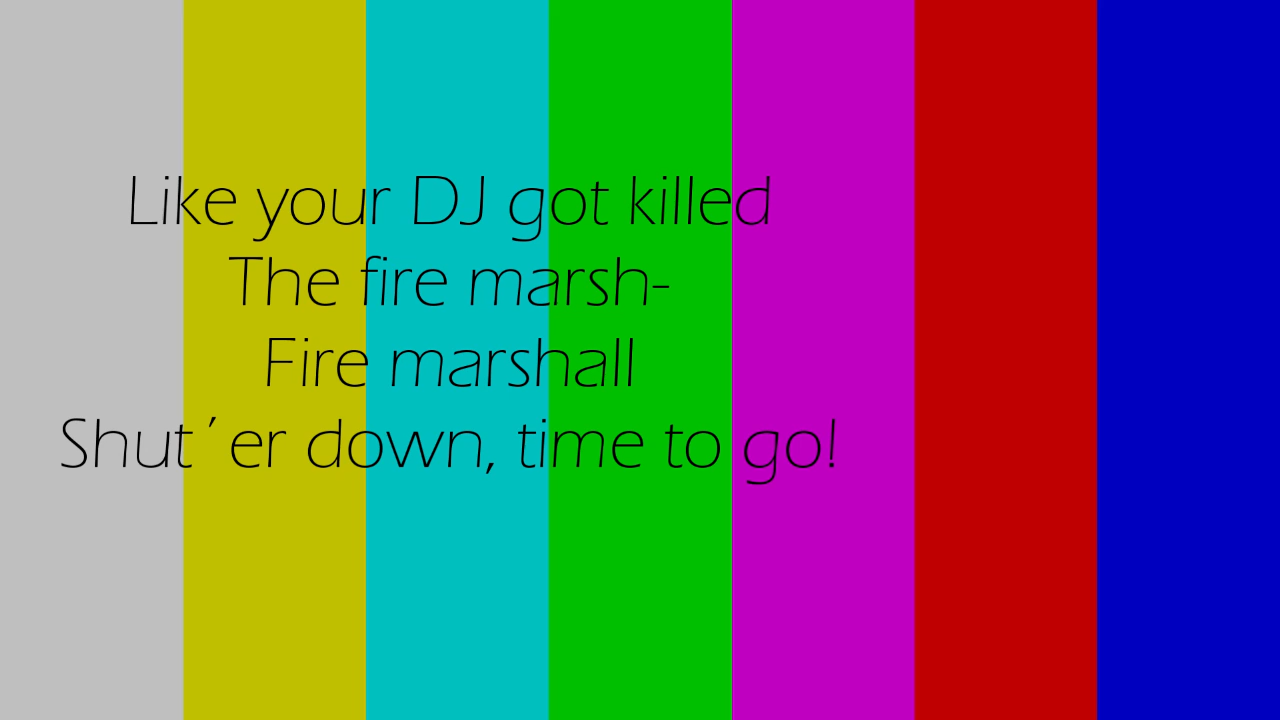 Like your DJ got killed
The fire marsh-
Fire marshall
Shut´er down, time to go!